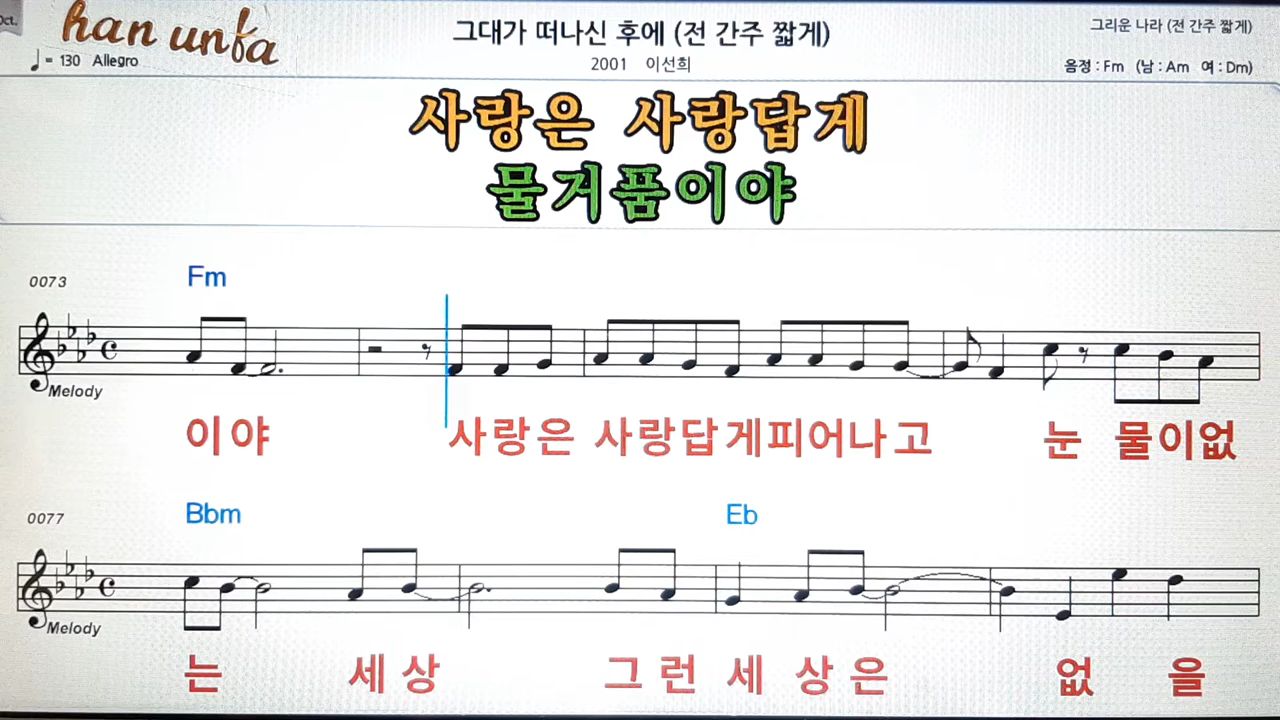 Oct.
han unfa
그대가 떠나신 후에 (전 간주 짧게)
그리운 나라 (전 간주 짧게)
♩= 130 Allegro
2001 이선희
음정 : Fm (남 : Am 여 : Dm)
사랑은 사랑답게
물거품이야
0073
Fm
Melody
이야 사랑은 사랑답게피어나고 눈 물이없
0077
Bbm Eb
Melody
는 세 상 그 런 세 상 은 없 을